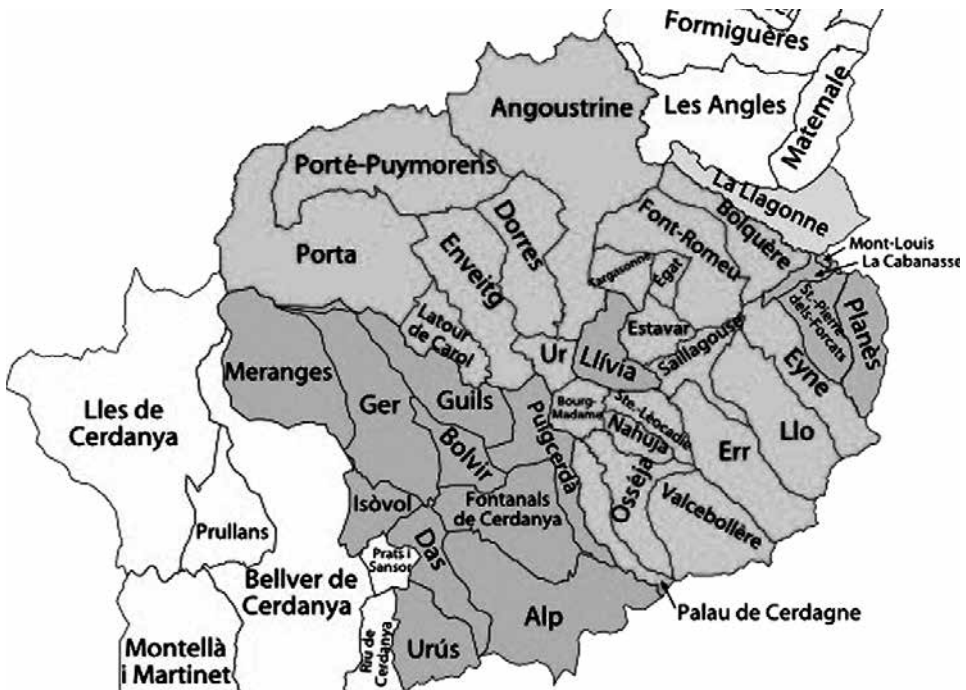 Formiguères
Les Angles
Matemale
Angoustrine
Porté-Puymorens
La Llagonne
Bolquère
Font-Romeu
Dorres
Enveitg
Porta
Mont-Louis
La Cabanasse
Targasonne
Egat
St.-Pierre
dels-Forcats
Planès
Latour
de Carol
Estavar
Saillagouse
Ur
Llívia
Eyne
Meranges
Ger
Guils
Bolvir
Puigcerdà
Bourg-
Madame
Ste.-Léocadie
Nahuja
Osséja
Err
Llo
Valcebollère
Lles de
Cerdanya
Prullans
Isòvol
Fontanals
de Cerdanya
Das
Prats i
Sansor
Bellver de
Cerdanya
Alp
Palau de Cerdagne
Montellà
i Martinet
Riu de
Cerdanya
Urús